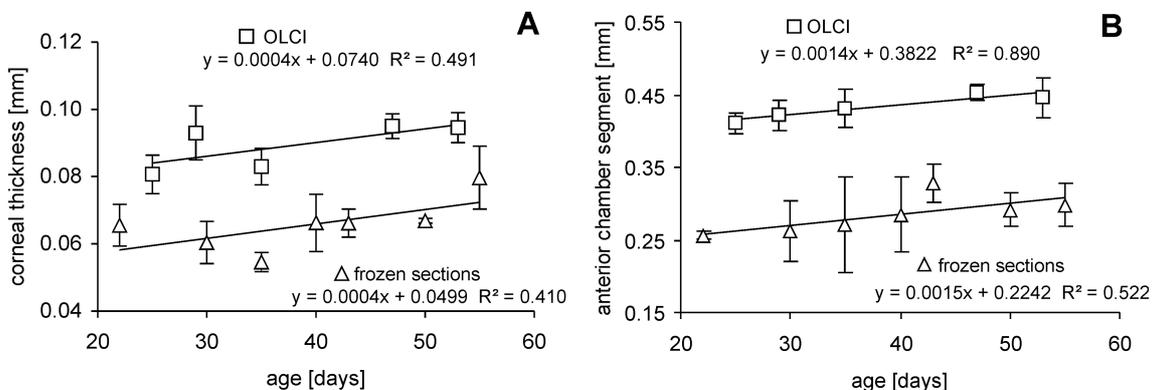 A
OLCI
y = 0.0004x + 0.0740 R² = 0.491
corneal thickness [mm]
0.12
0.10
0.08
0.06
0.04
frozen sections
y = 0.0004x + 0.0499 R² = 0.410
20 30 40 50 60
age [days]
B
OLCI
y = 0.0014x + 0.3822 R² = 0.890
anterior chamber segment [mm]
0.55
0.45
0.35
0.25
0.15
frozen sections
y = 0.0015x + 0.2242 R² = 0.522
20 30 40 50 60
age [days]